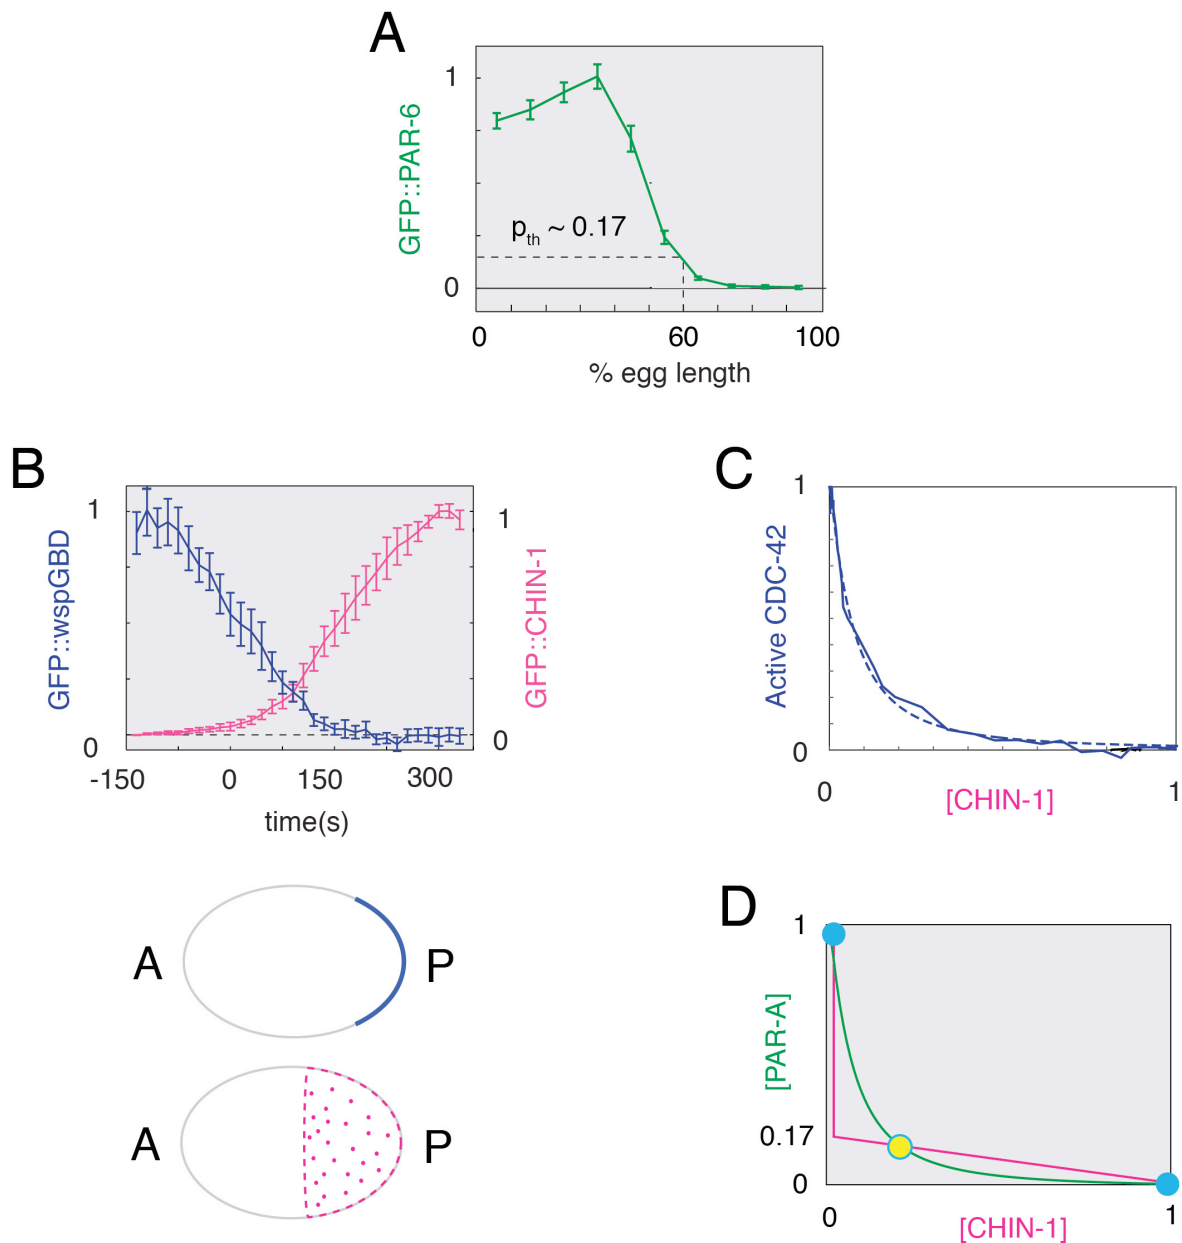 A
GFP::PAR-6
1
p_th ~ 0.17
0
0 60 100
% egg length
B
GFP::wspGBD
1
0
1
0
GFP::CHIN-1
-150 0 150 300
time(s)
A P
A P
C
Active CDC-42
1
0
0 1
[CHIN-1]
D
[PAR-A]
1
0.17
0
0 1
[CHIN-1]